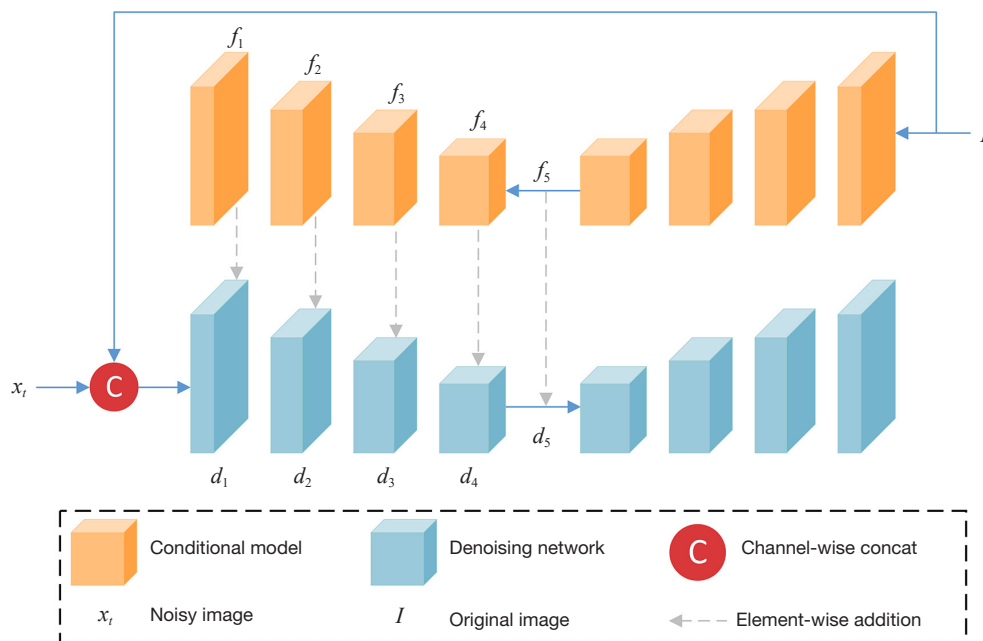 f₁
f₂
f₃
f₄
f₅
I
xₜ
C
d₁
d₂
d₃
d₄
d₅
Conditional model
Denoising network
C
Channel-wise concat
xₜ
Noisy image
I
Original image
Element-wise addition